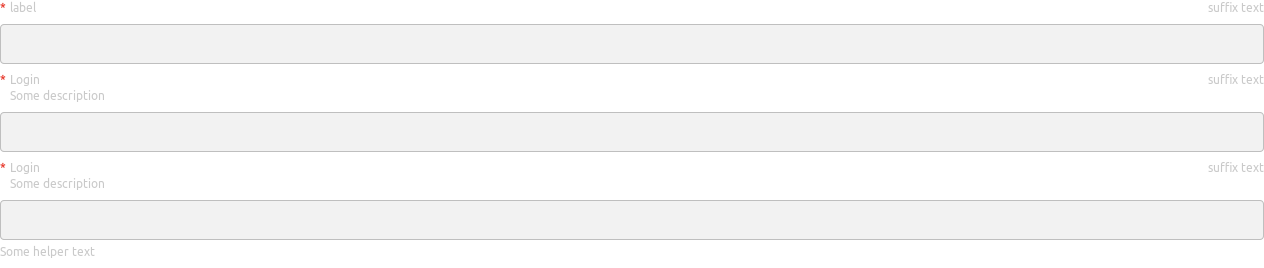 * label suffix text
* Login suffix text
Some description
* Login suffix text
Some description
Some helper text